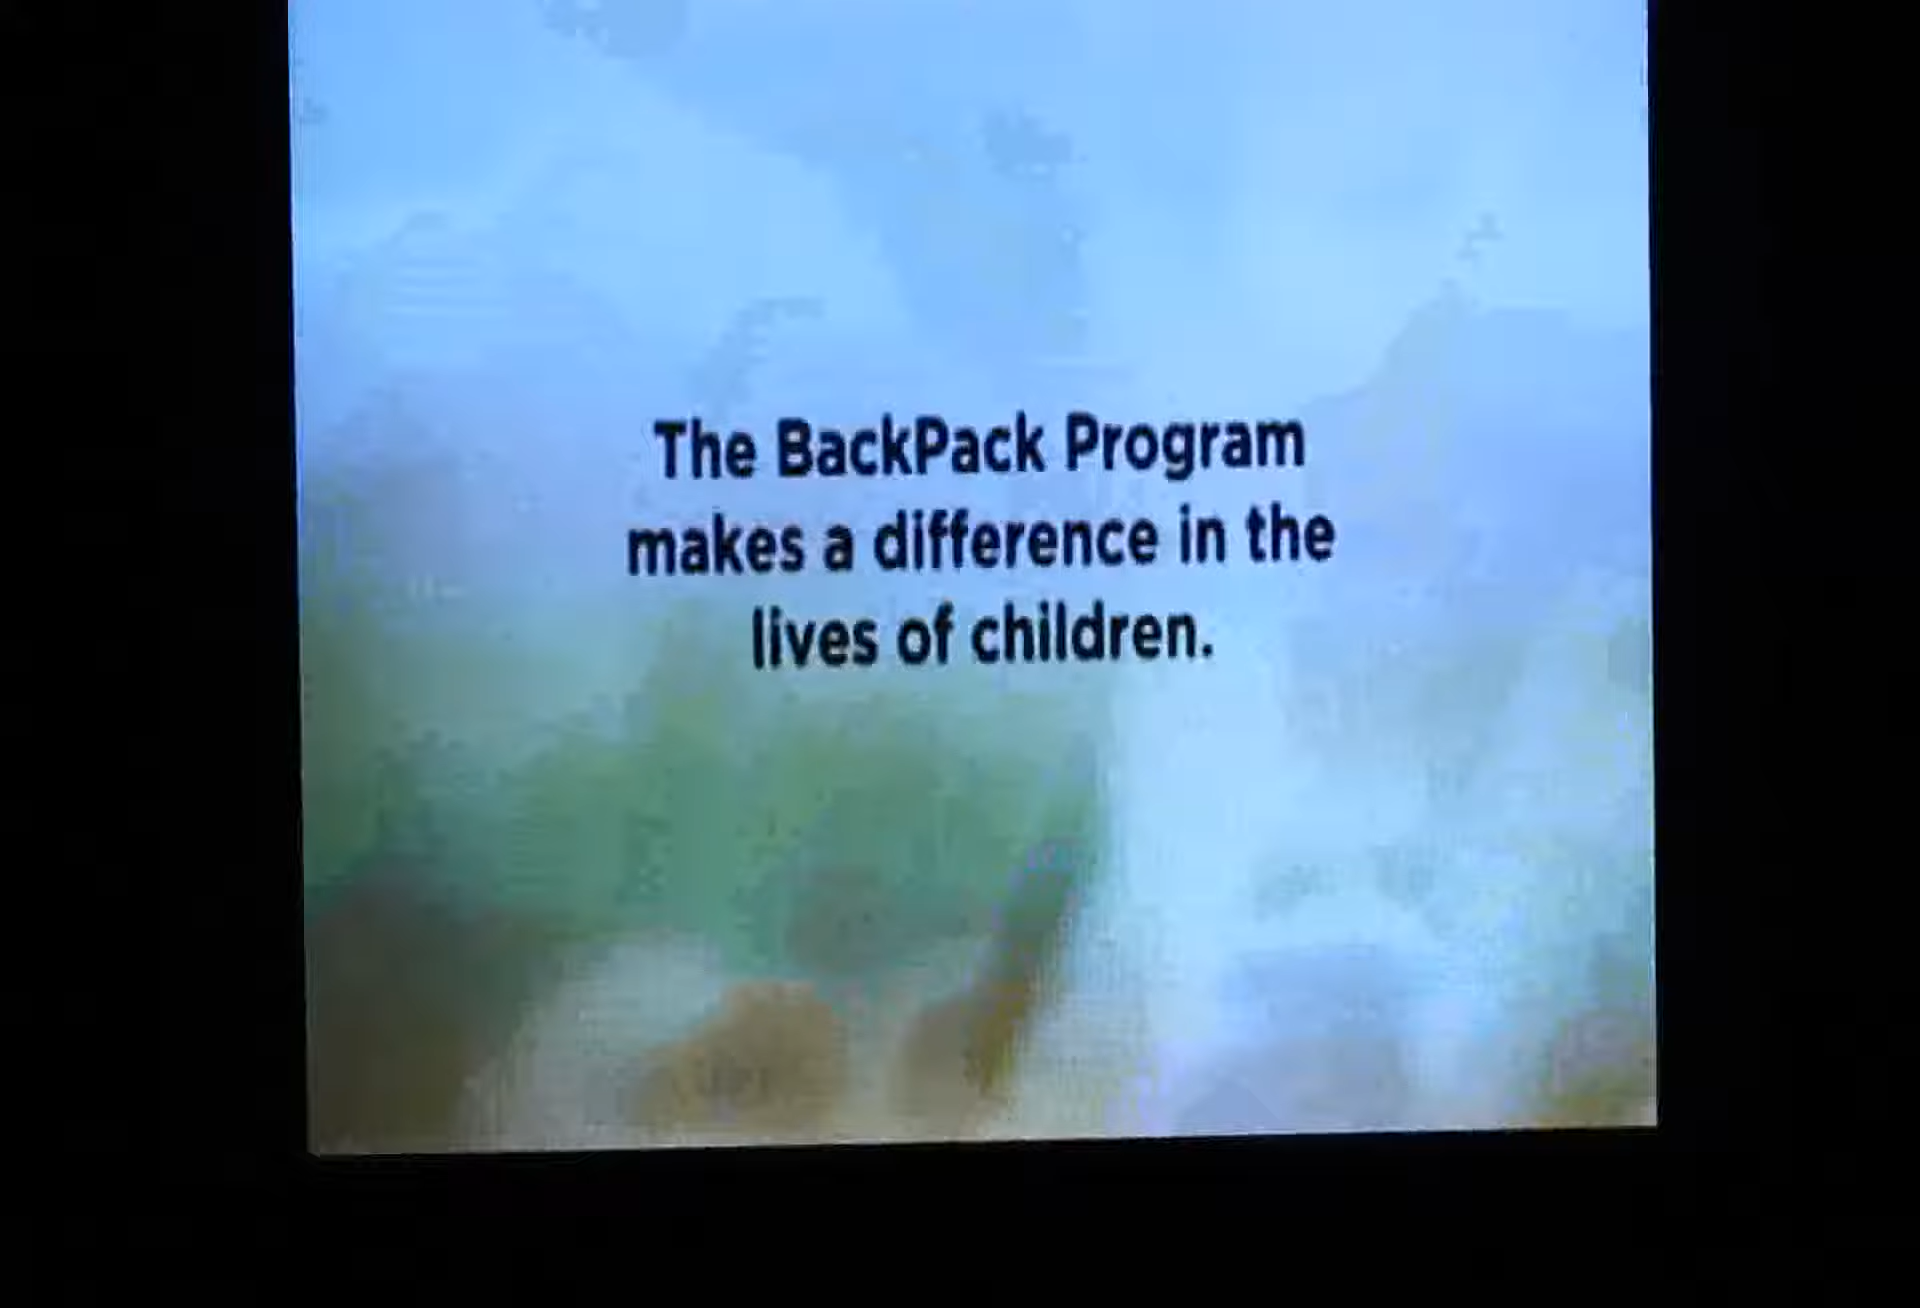 The BackPack Program
makes a difference in the
lives of children.